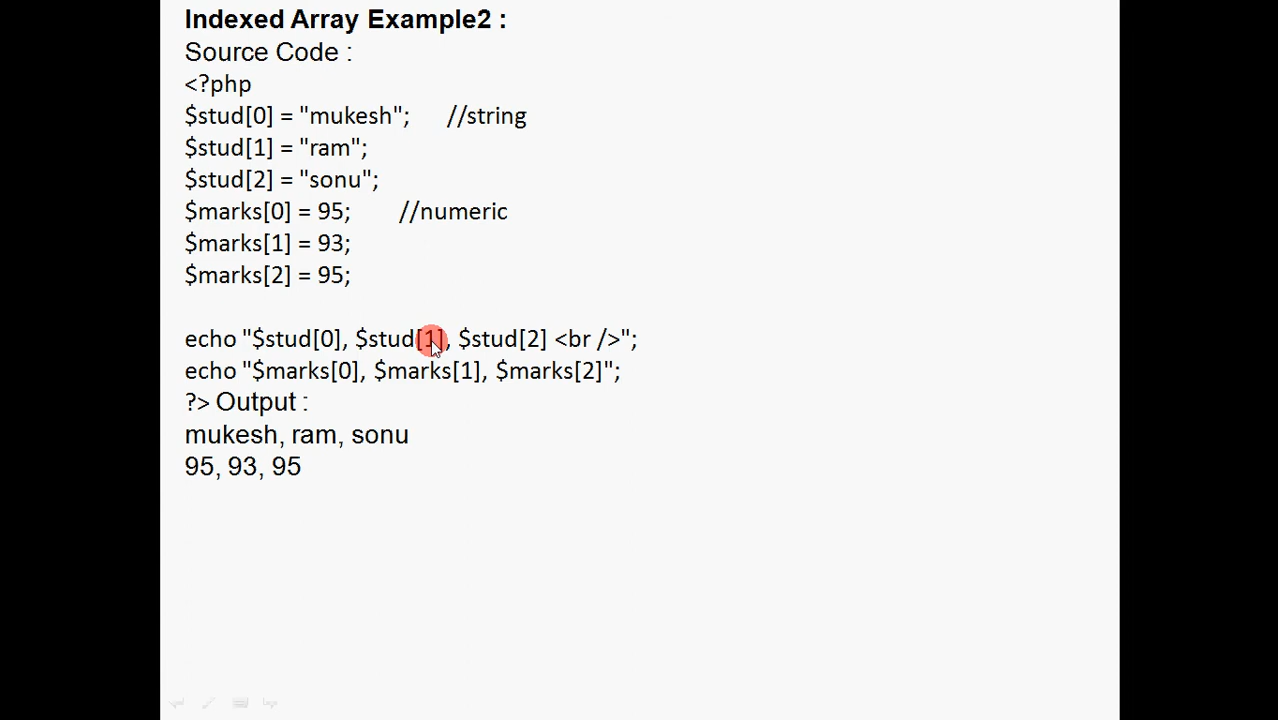 Indexed Array Example2 :
Source Code :
<?php
$stud[0] = "mukesh"; //string
$stud[1] = "ram";
$stud[2] = "sonu";
$marks[0] = 95; //numeric
$marks[1] = 93;
$marks[2] = 95;
echo "$stud[0], $stud[1], $stud[2] <br />";
echo "$marks[0], $marks[1], $marks[2]";
?> Output :
mukesh, ram, sonu
95, 93, 95